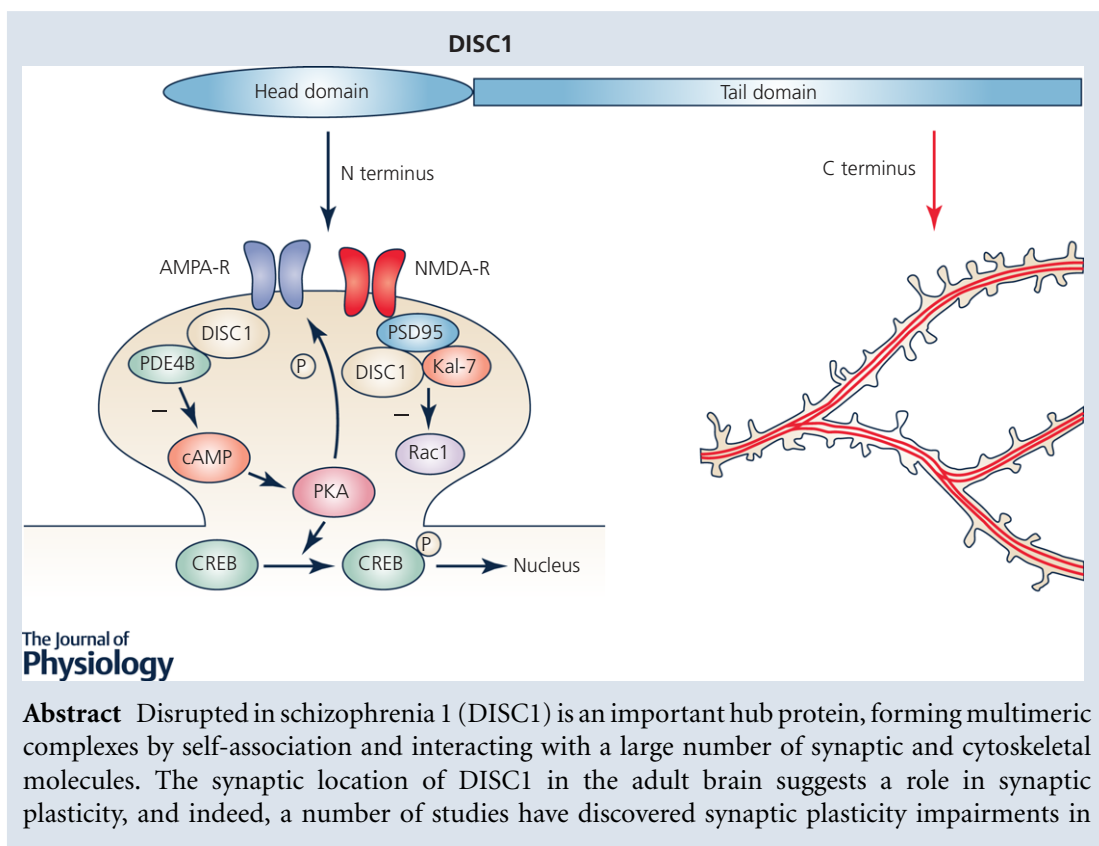 DISC1
Head domain
Tail domain
N terminus
C terminus
AMPA-R
NMDA-R
DISC1
PSD95
PDE4B
P
DISC1
Kal-7
–
–
cAMP
Rac1
PKA
P
CREB
CREB
Nucleus
The Journal of
Physiology
Abstract Disrupted in schizophrenia 1 (DISC1) is an important hub protein, forming multimeric
complexes by self-association and interacting with a large number of synaptic and cytoskeletal
molecules. The synaptic location of DISC1 in the adult brain suggests a role in synaptic
plasticity, and indeed, a number of studies have discovered synaptic plasticity impairments in